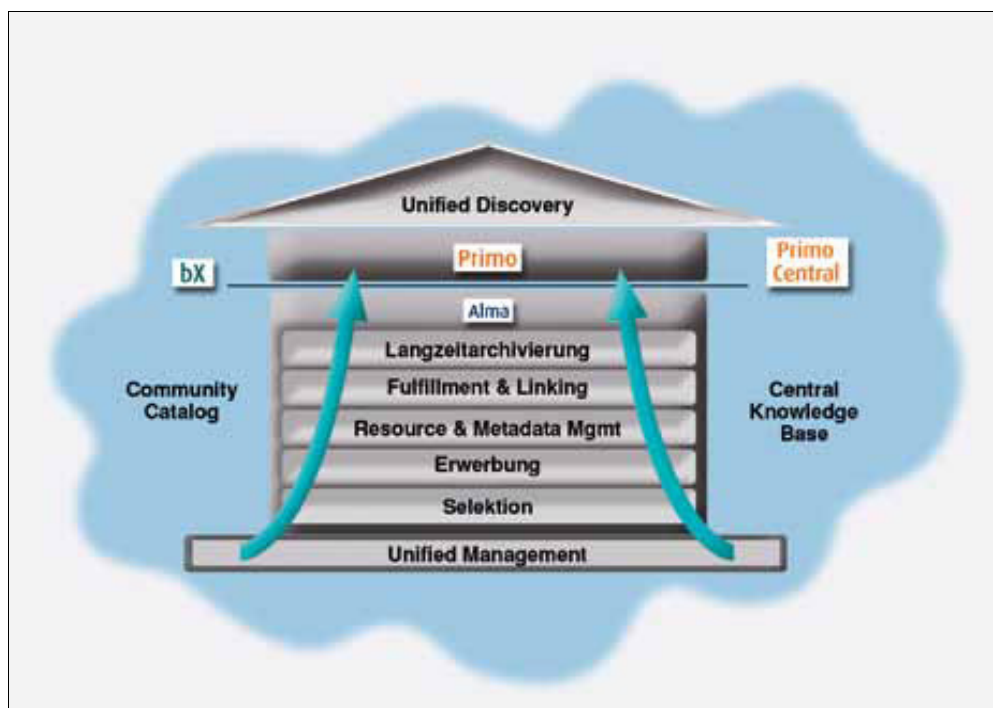 Unified Discovery
bX
Primo
Primo
Central
Alma
Langzeitarchivierung
Community
Catalog
Fulfillment & Linking
Resource & Metadata Mgmt
Erwerbung
Selektion
Central
Knowledge
Base
Unified Management